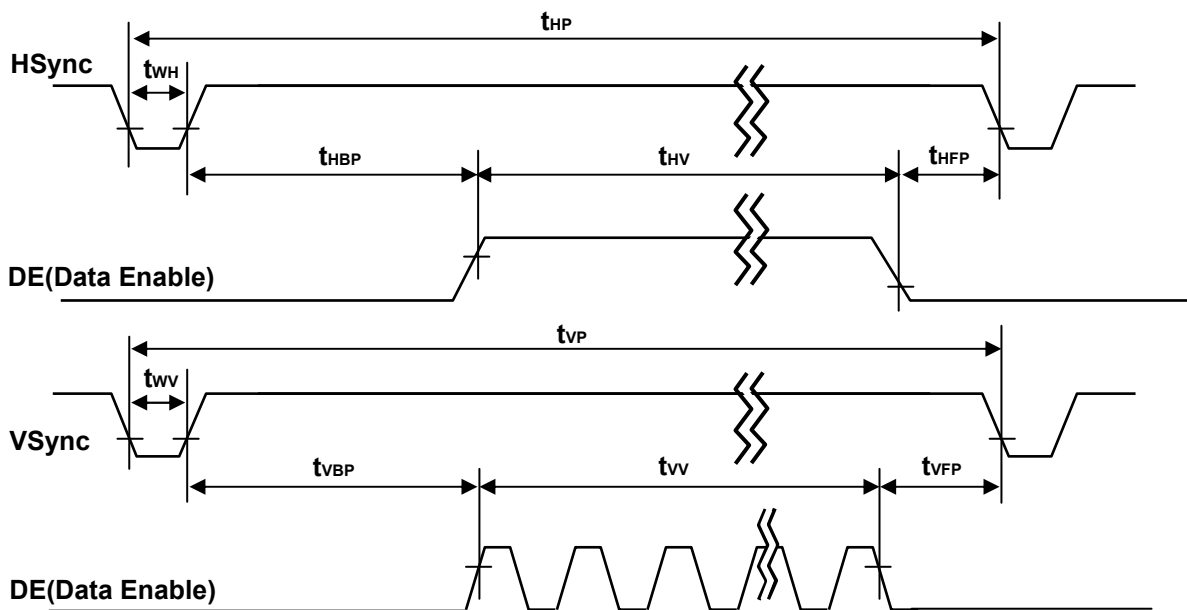 tHP
HSync
tWH
tHBP tHV tHFP
DE(Data Enable)
tVP
tWV
VSync
tVBP tVV tVFP
DE(Data Enable)